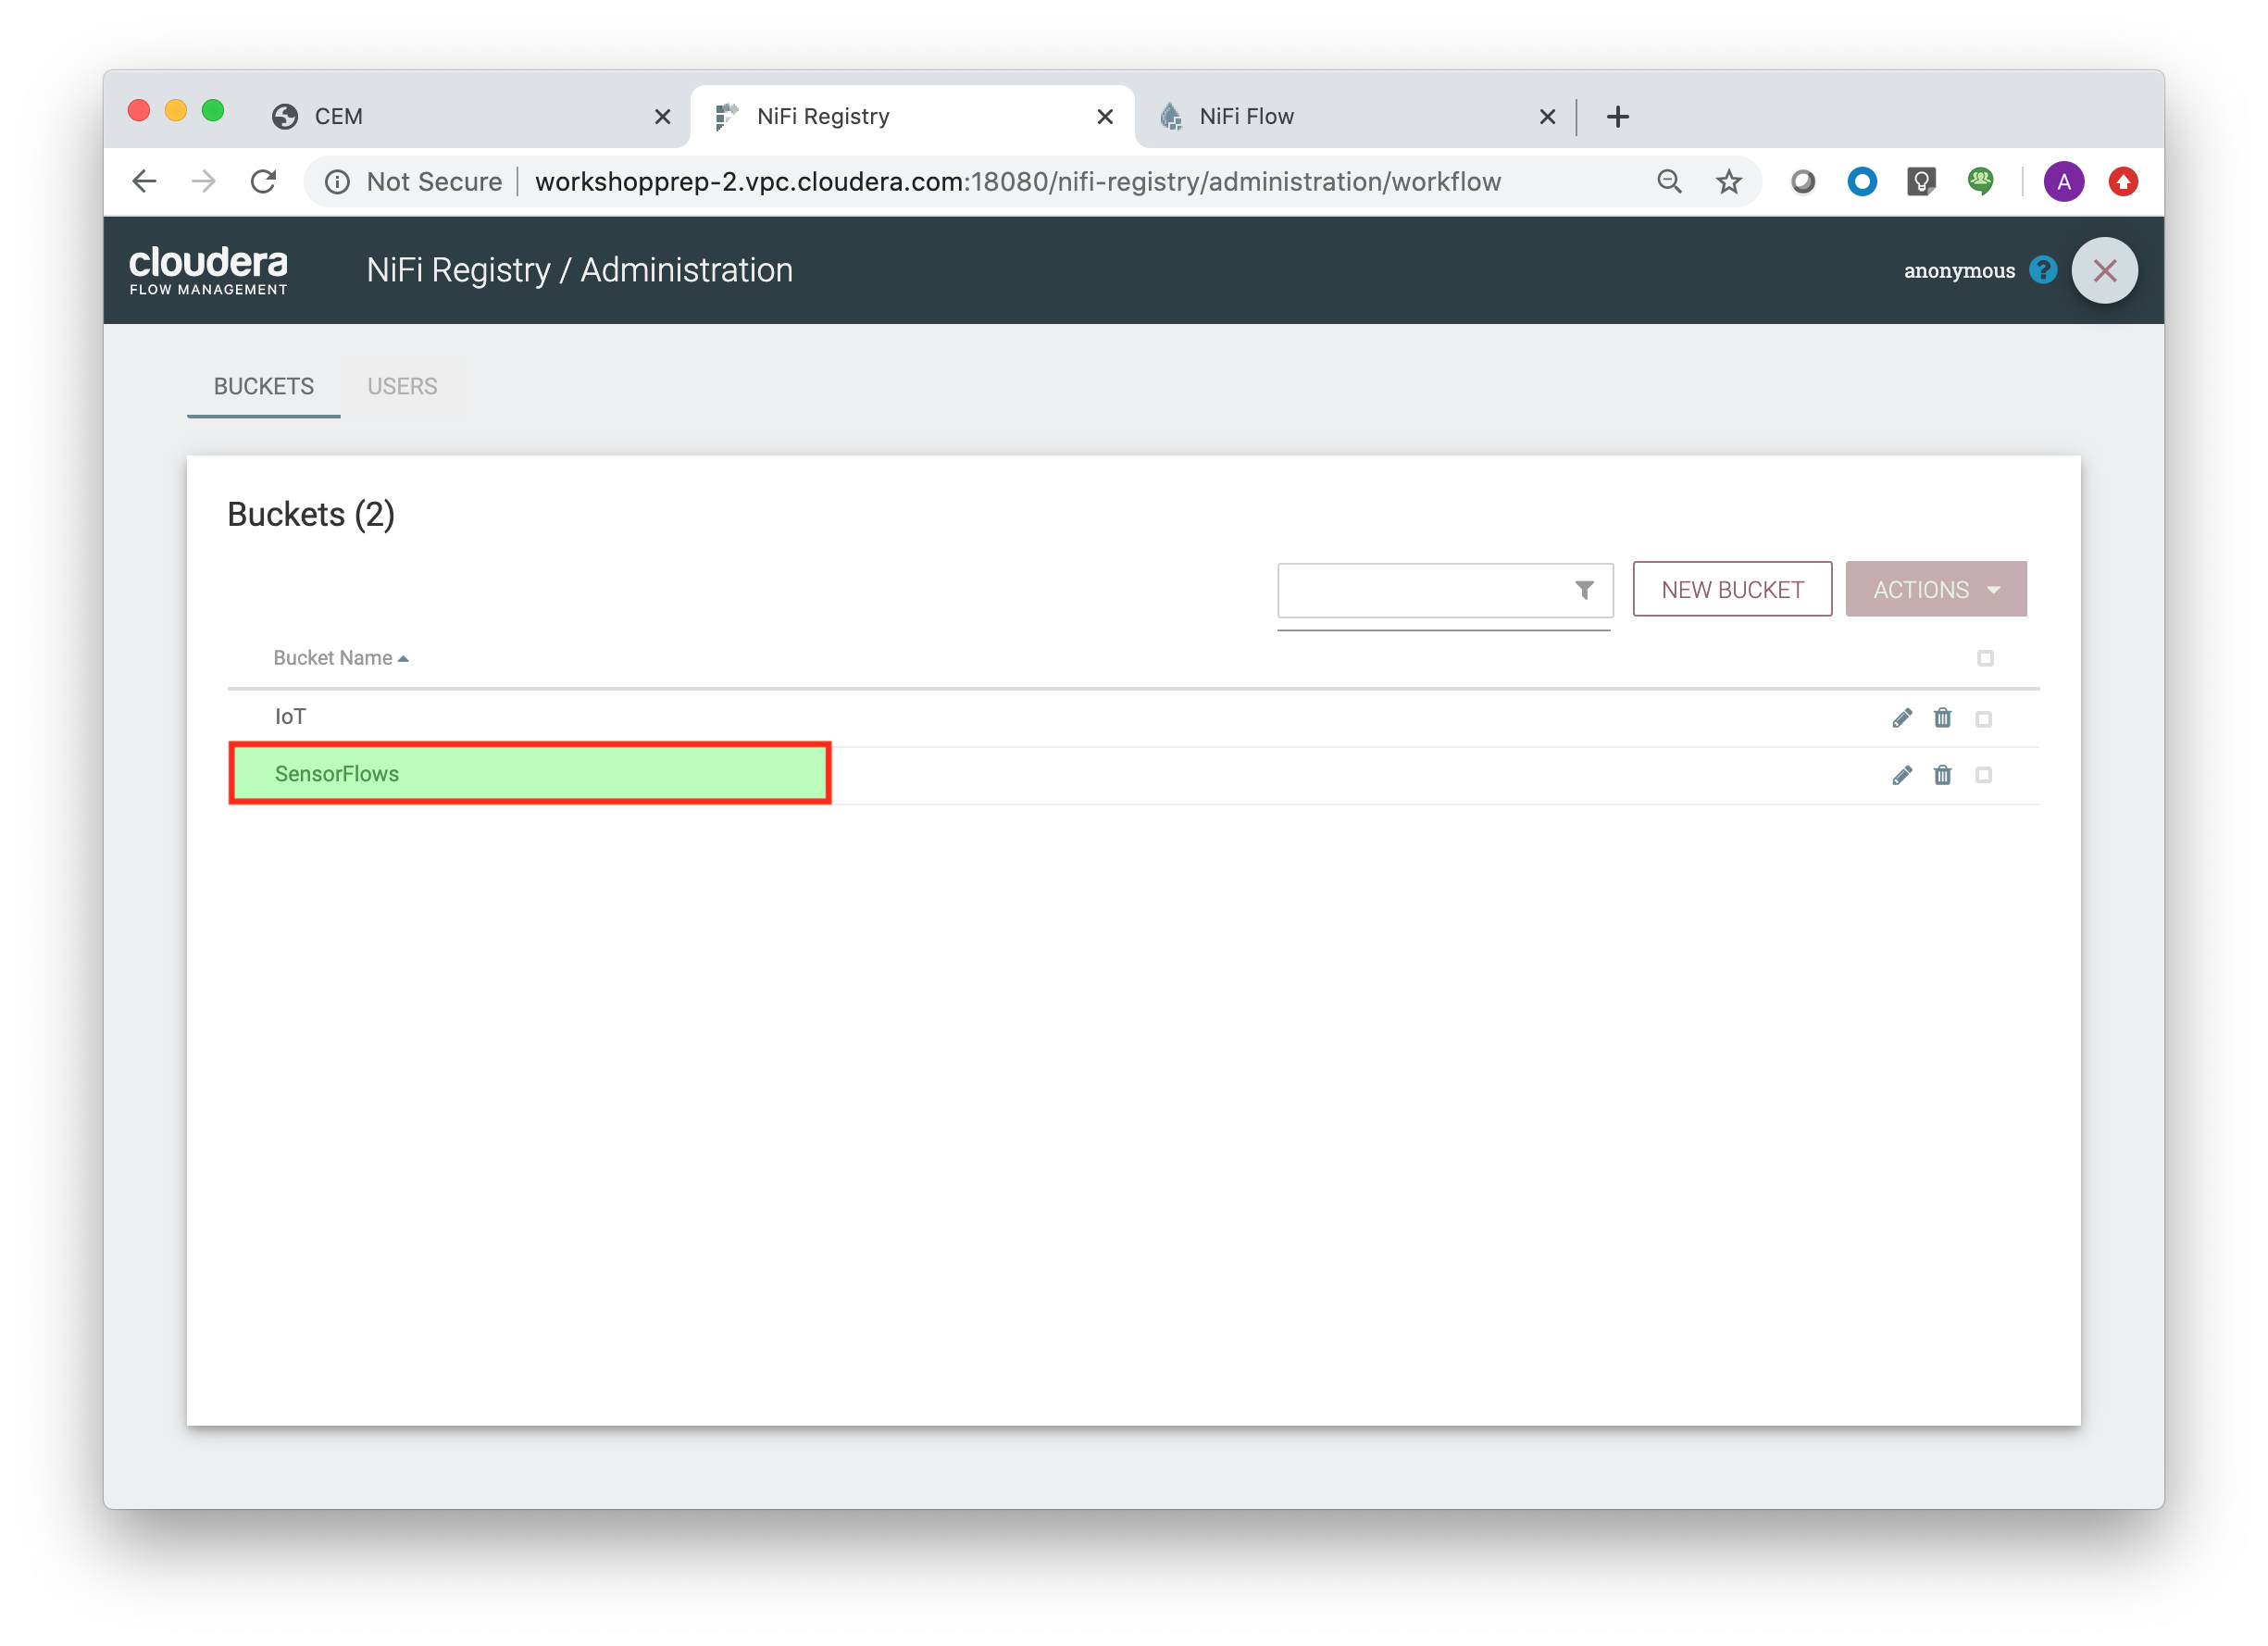 CEM
NiFi Registry
NiFi Flow
Not Secure
workshopprep-2.vpc.cloudera.com:18080/nifi-registry/administration/workflow
A
cloudera
FLOW MANAGEMENT
NiFi Registry / Administration
anonymous
?
BUCKETS
USERS
Buckets (2)
NEW BUCKET
ACTIONS
Bucket Name
IoT
SensorFlows